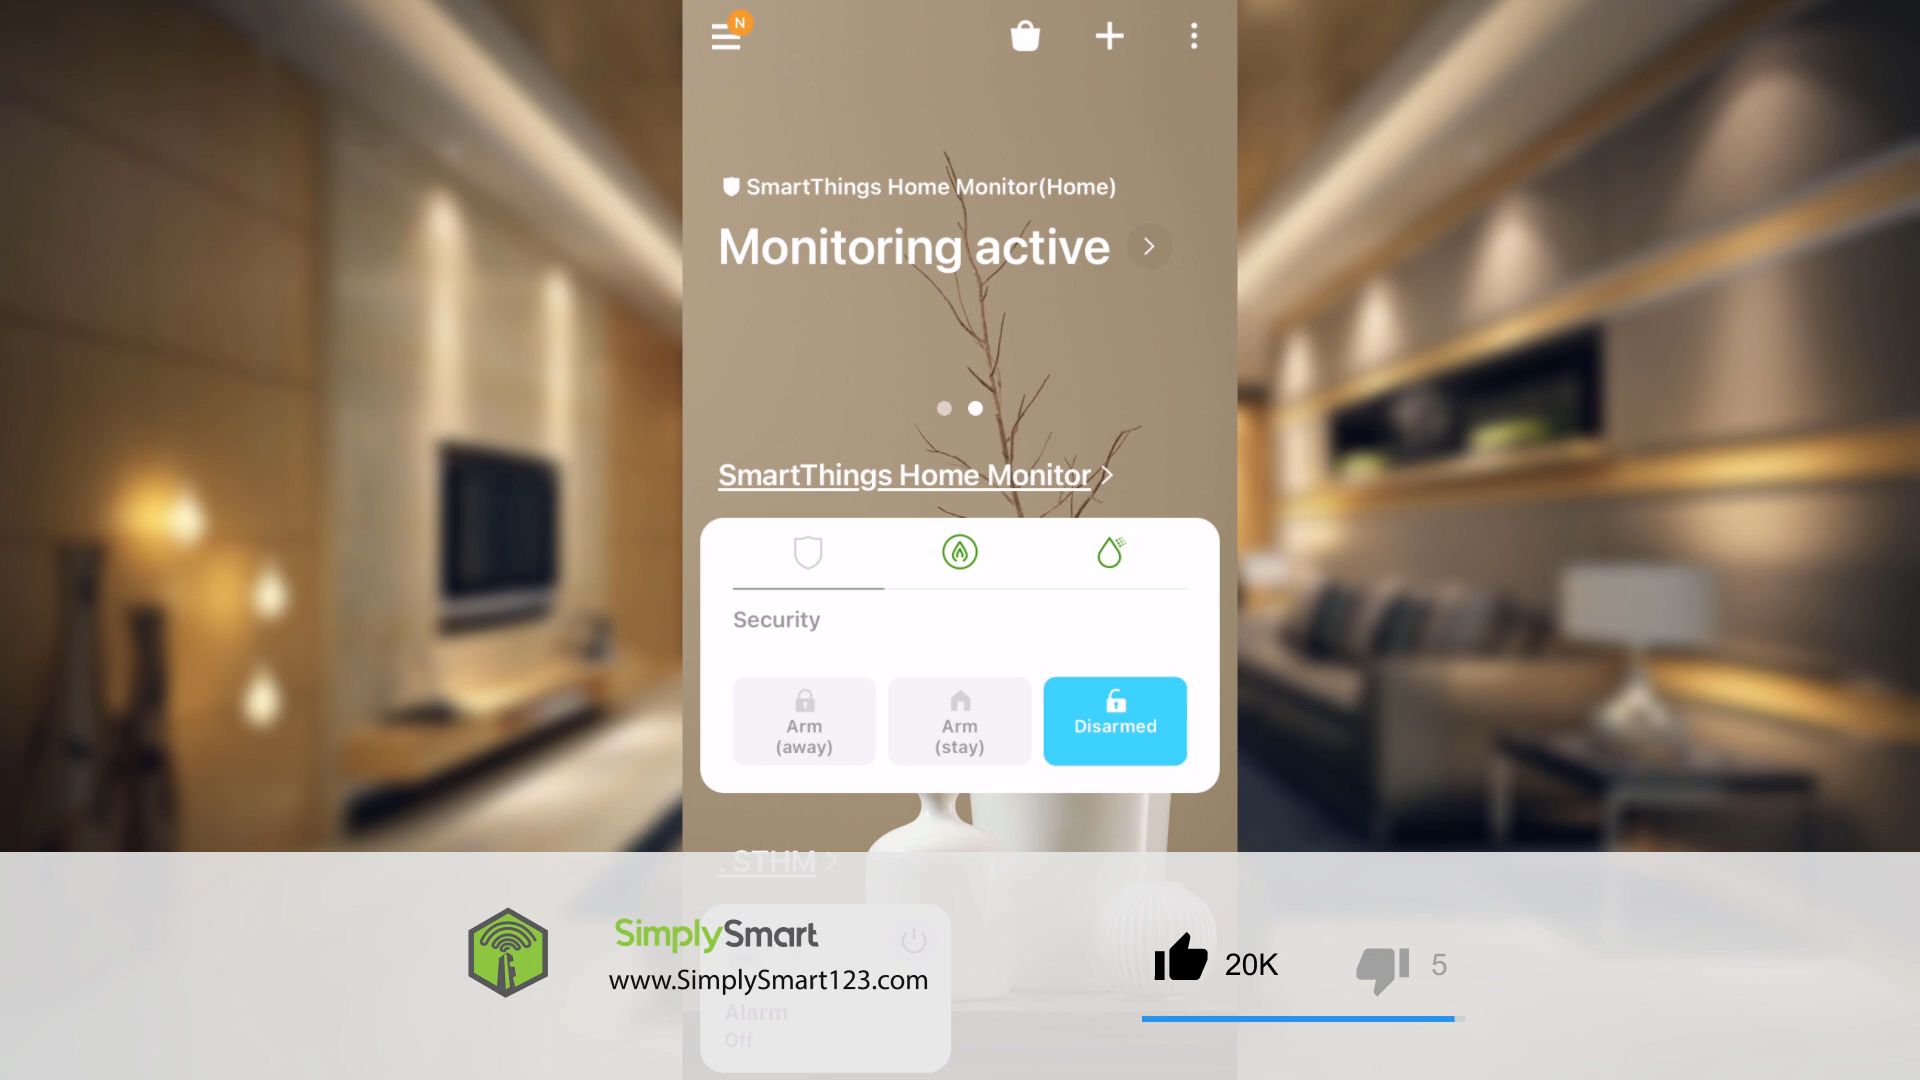 N
SmartThings Home Monitor(Home)
Monitoring active
SmartThings Home Monitor
Security
Arm
(away)
Arm
(stay)
Disarmed
. STHM
SimplySmart
www.SimplySmart123.com
20K
5
Alarm
Off